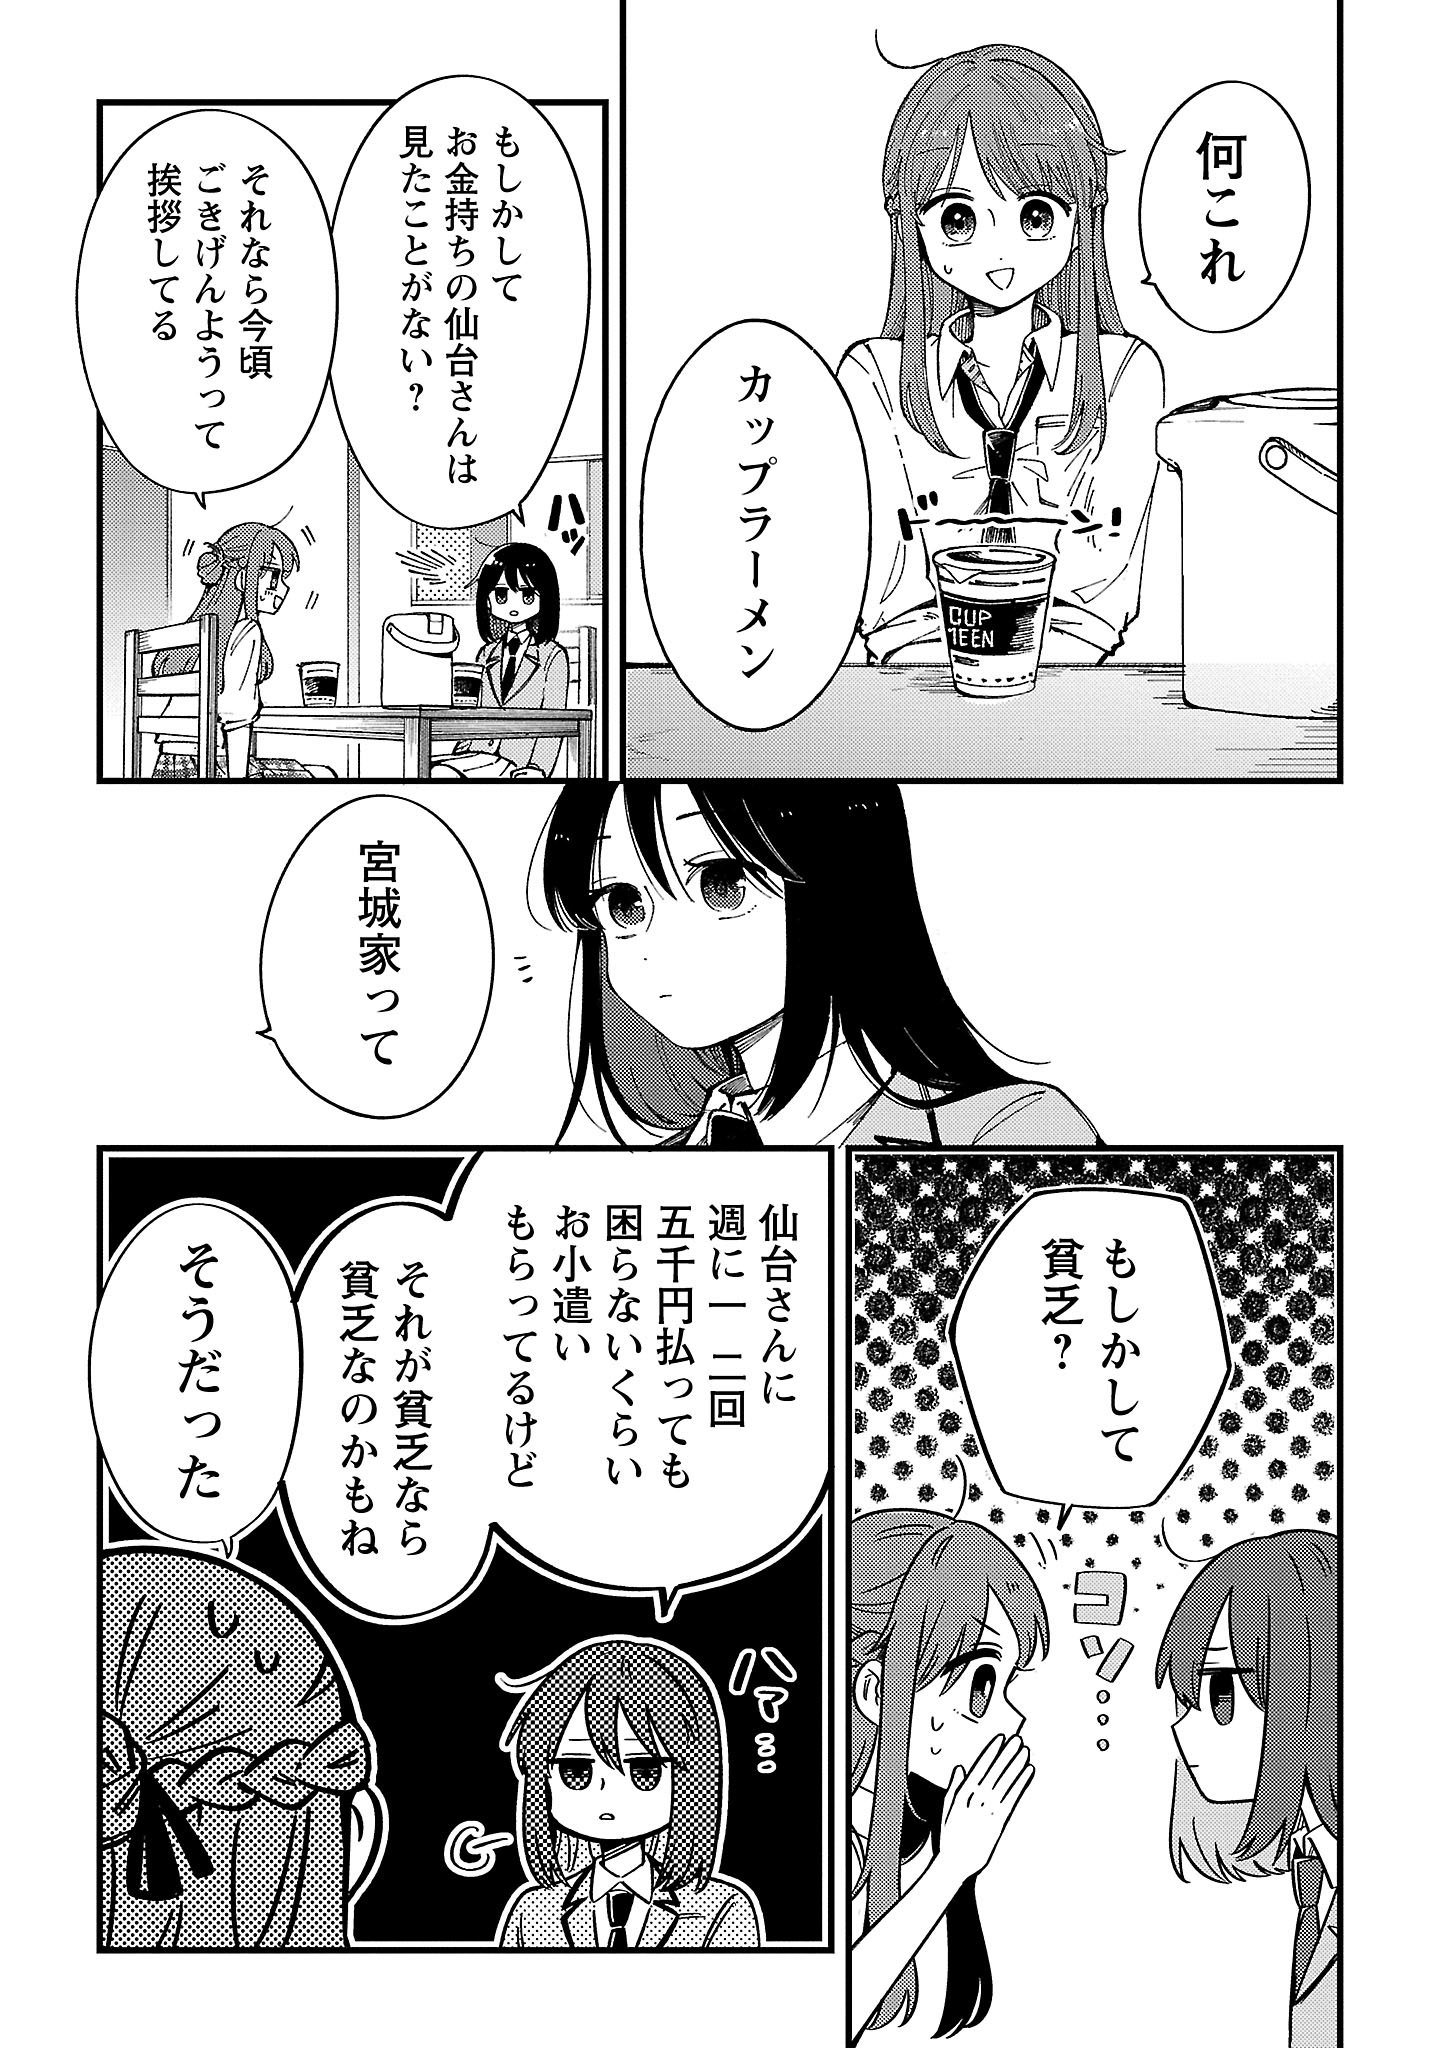 何これ
ドーーン!
CUP
カップラーメン
もしかして
お金持ちの仙台さんは
見たことがない?
ハッ
それなら今頃
ごきげんようって
挨拶してる
宮城家って
もしかして
貧乏?
コソ…
仙台さんに
週に一 二回
五千円払っても
困らないくらい
お小遣い
もらってるけど
それが貧乏なら
貧乏なのかもね
ハァ…
そうだった